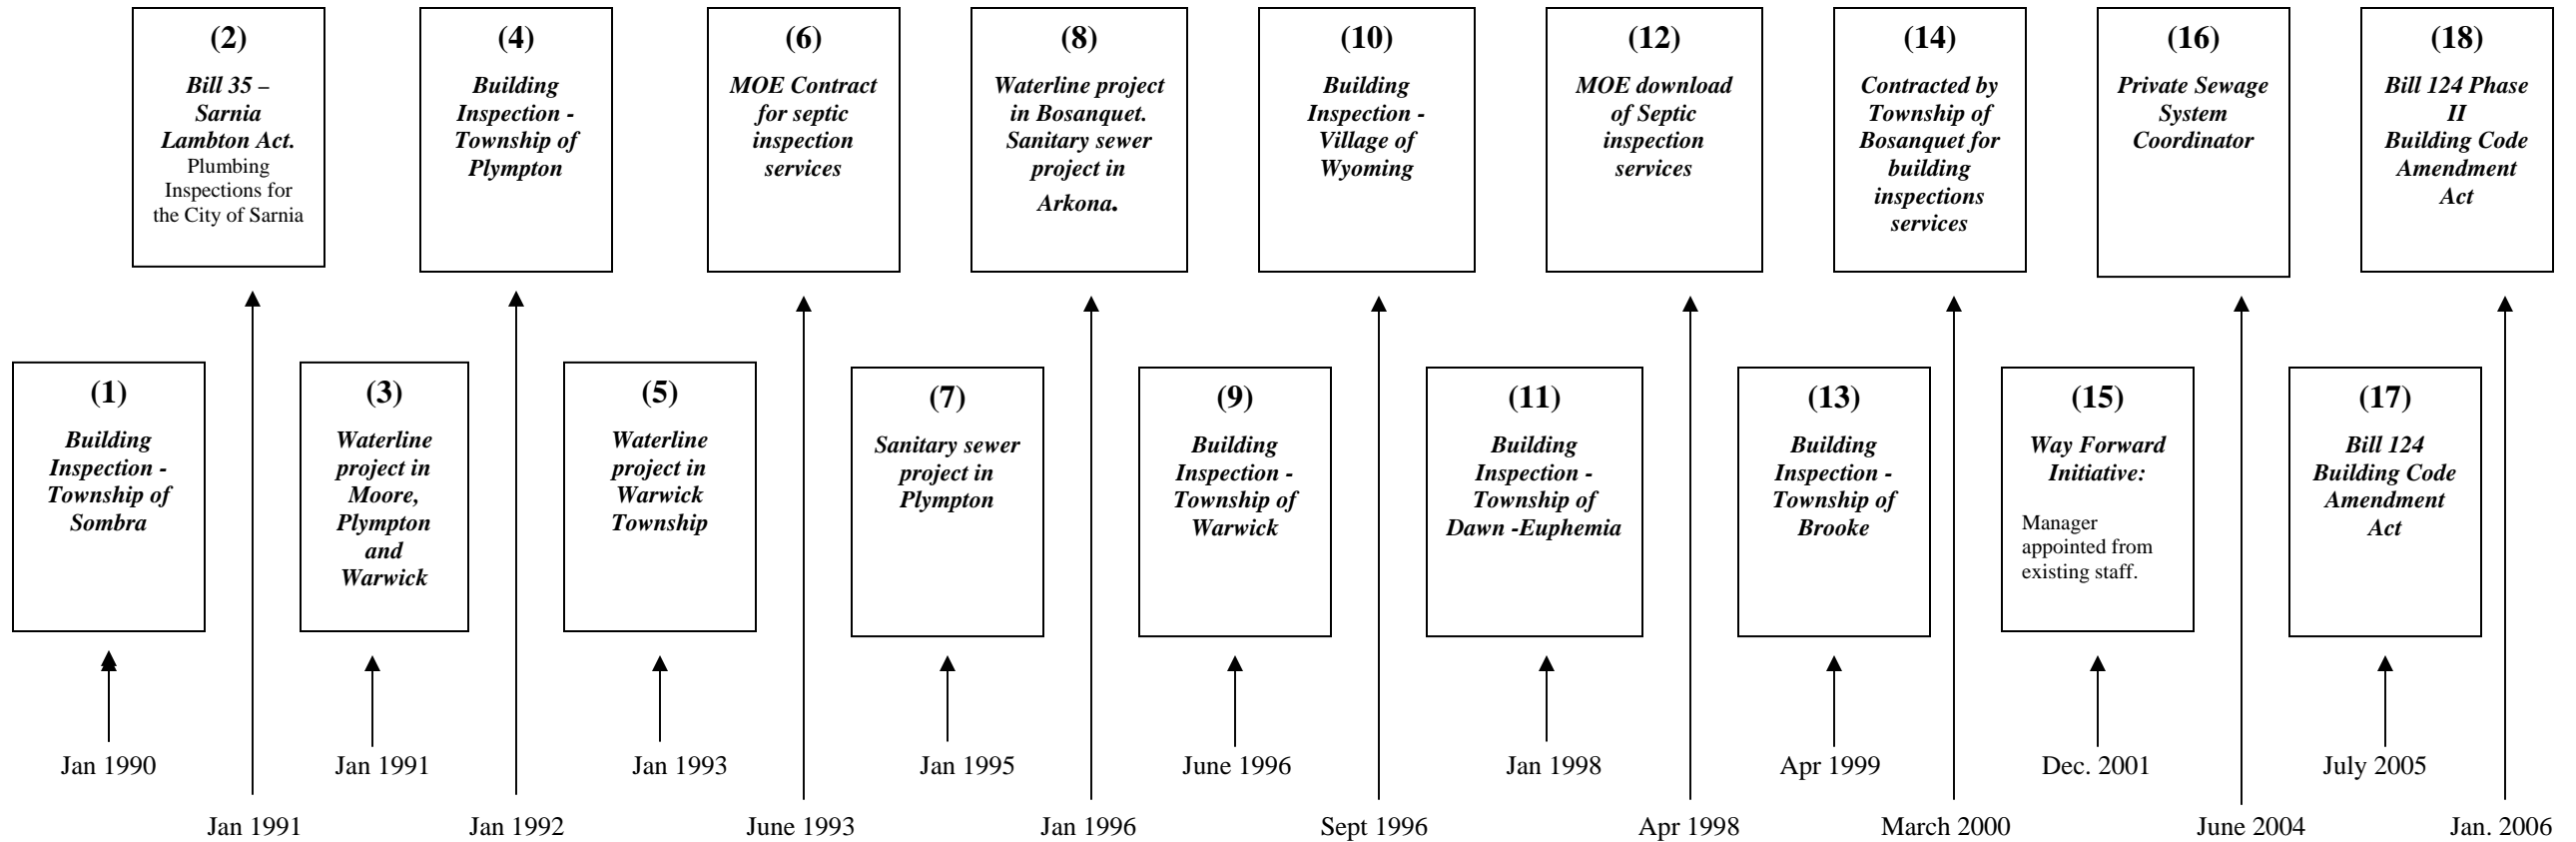 (2)
Bill 35 –
Sarnia
Lambton Act.
Plumbing
Inspections for
the City of Sarnia
(4)
Building
Inspection -
Township of
Plympton
(6)
MOE Contract
for septic
inspection
services
(8)
Waterline project
in Bosanquet.
Sanitary sewer
project in
Arkona.
(10)
Building
Inspection -
Village of
Wyoming
(12)
MOE download
of Septic
inspection
services
(14)
Contracted by
Township of
Bosanquet for
building
inspections
services
(16)
Private Sewage
System
Coordinator
(18)
Bill 124 Phase
II
Building Code
Amendment
Act
(1)
Building
Inspection -
Township of
Sombra
(3)
Waterline
project in
Moore,
Plympton
and
Warwick
(5)
Waterline
project in
Warwick
Township
(7)
Sanitary sewer
project in
Plympton
(9)
Building
Inspection -
Township of
Warwick
(11)
Building
Inspection -
Township of
Dawn -Euphemia
(13)
Building
Inspection -
Township of
Brooke
(15)
Way Forward
Initiative:
Manager
appointed from
existing staff.
(17)
Bill 124
Building Code
Amendment
Act
Jan 1990
Jan 1991
Jan 1993
Jan 1995
June 1996
Jan 1998
Apr 1999
Dec. 2001
July 2005
Jan 1991
Jan 1992
June 1993
Jan 1996
Sept 1996
Apr 1998
March 2000
June 2004
Jan. 2006